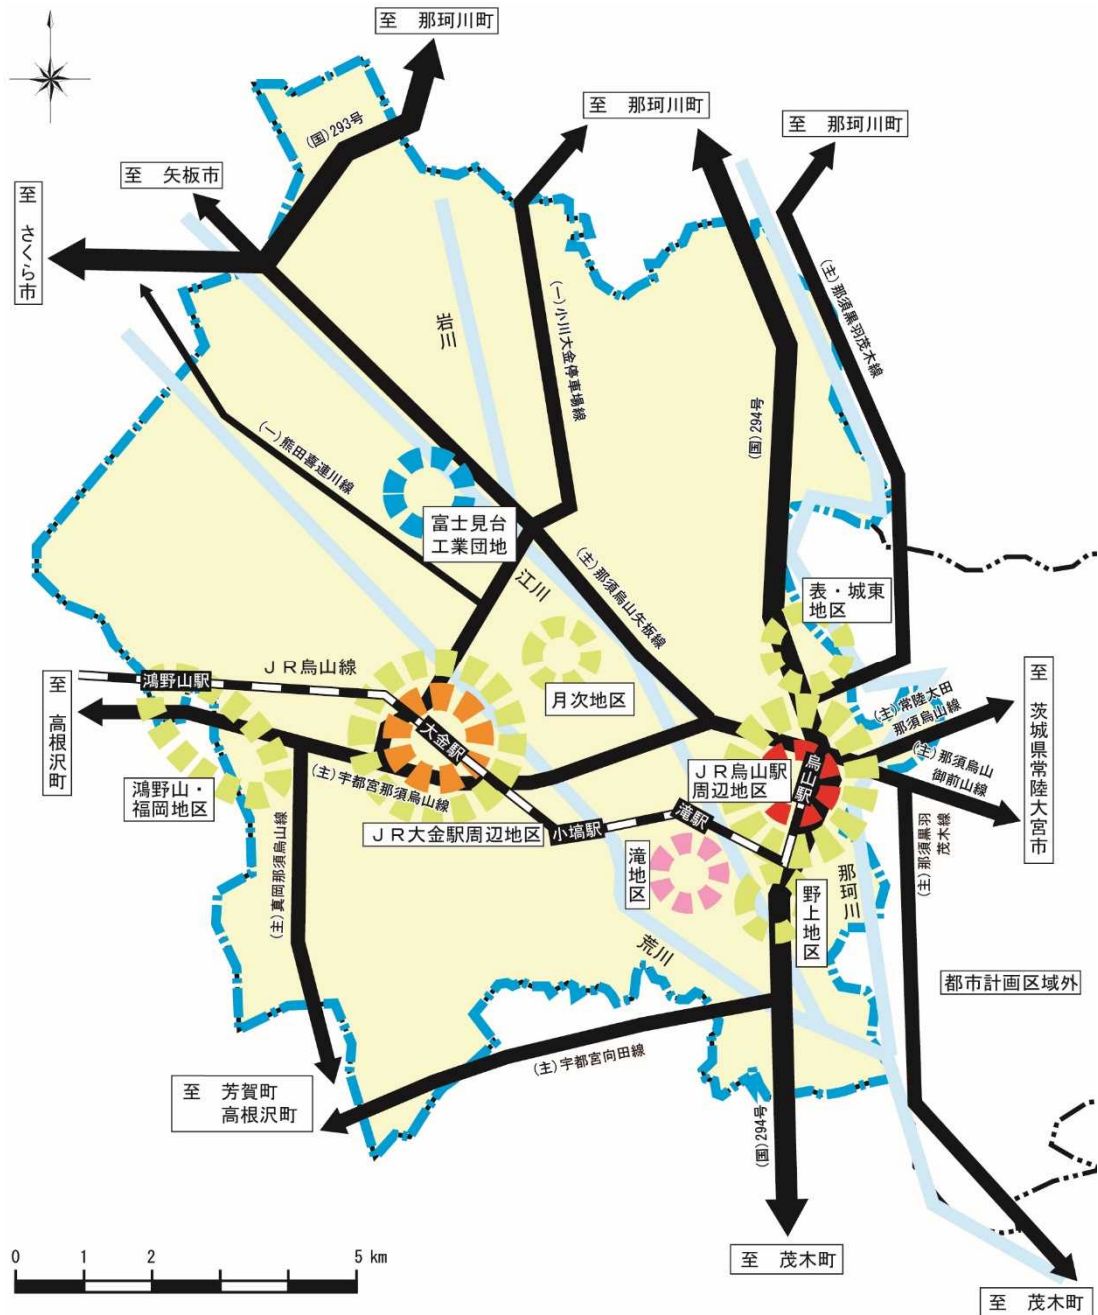 至 那珂川町
至 那珂川町
至 那珂川町
至 矢板市
至 さくら市
(国)293号
岩川
(一)小川大金停車場線
(主)那須黒羽茂木線
(国)294号
(一)熊田喜連川線
富士見台
工業団地
江川
(主)那須烏山矢板線
表・城東
地区
月次地区
JR烏山線
鴻野山駅
至 高根沢町
大金駅
(主)宇都宮那須烏山線
鴻野山・
福岡地区
JR大金駅周辺地区
小塙駅
滝駅
JR烏山駅
周辺地区
烏山駅
(主)常陸太田
那須烏山線
(主)那須烏山
御前山線
至 茨城県常陸大宮市
(主)真岡那須烏山線
滝地区
野上地区
那珂川
(主)那須黒羽
茂木線
荒川
都市計画区域外
(主)宇都宮向田線
至 芳賀町
高根沢町
(国)294号
至 茂木町
至 茂木町
0 1 2 5 km